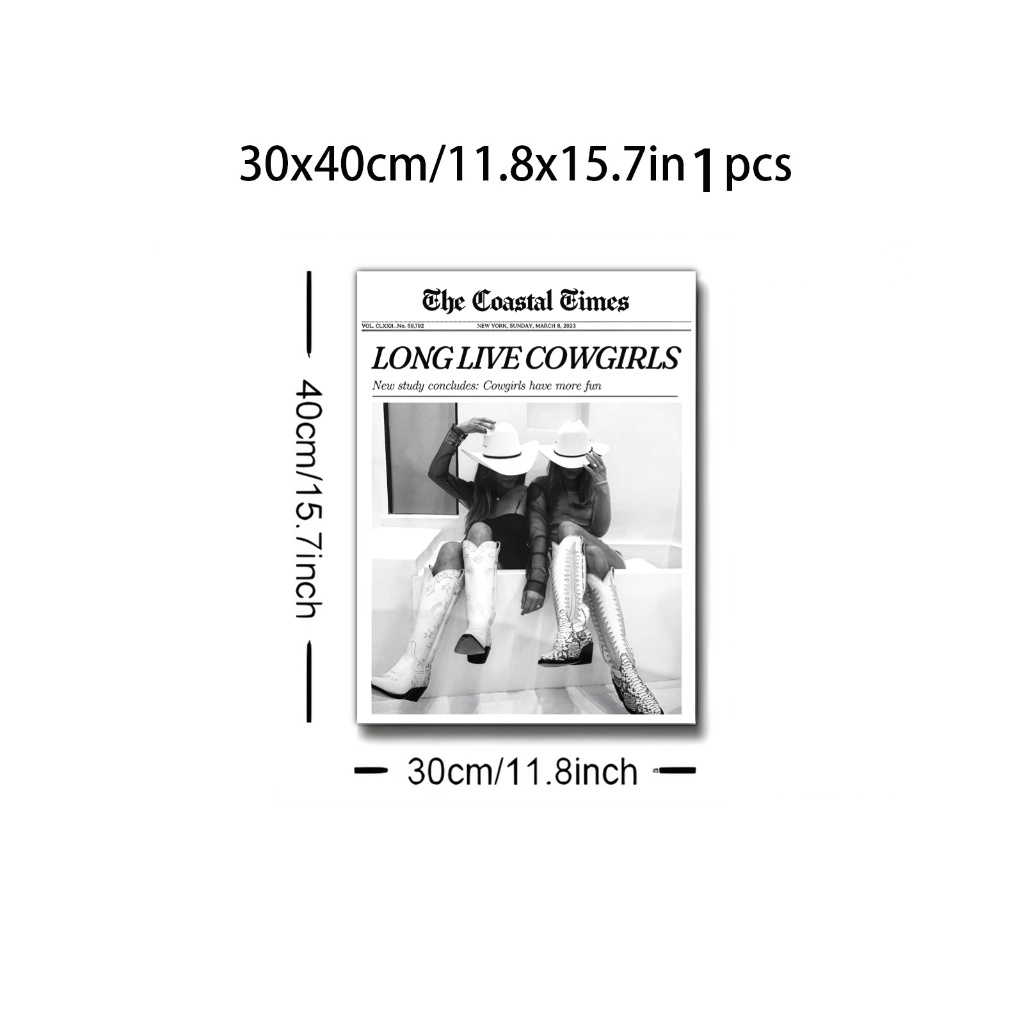 30x40cm/11.8x15.7in 1 pcs
The Coastal Times
VOL. CLXXII...No. 59,792 NEW YORK, SUNDAY, MARCH 8, 2023
LONG LIVE COWGIRLS
New study concludes: Cowgirls have more fun
40cm/15.7inch
30cm/11.8inch